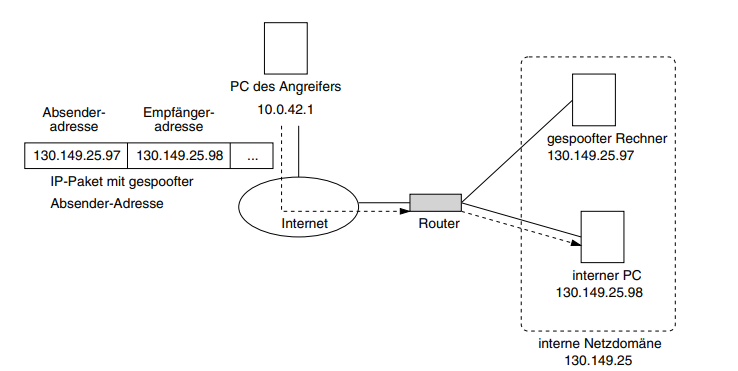 PC des Angreifers
10.0.42.1
Absender-
adresse
Empfänger-
adresse
130.149.25.97 130.149.25.98 ...
IP-Paket mit gespoofter
Absender-Adresse
Internet
Router
gespoofter Rechner
130.149.25.97
interner PC
130.149.25.98
interne Netzdomäne
130.149.25